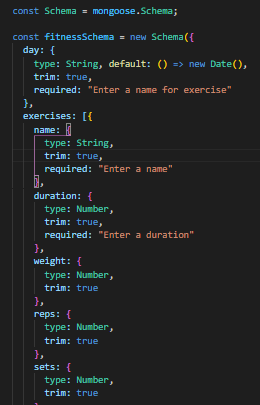 const Schema = mongoose.Schema;
const fitnessSchema = new Schema({
day: {
type: String, default: () => new Date(),
trim: true,
required: "Enter a name for exercise"
},
exercises: [{
name: {
type: String,
trim: true,
required: "Enter a name"
},
duration: {
type: Number,
trim: true,
required: "Enter a duration"
},
weight: {
type: Number,
trim: true
},
reps: {
type: Number,
trim: true
},
sets: {
type: Number,
trim: true